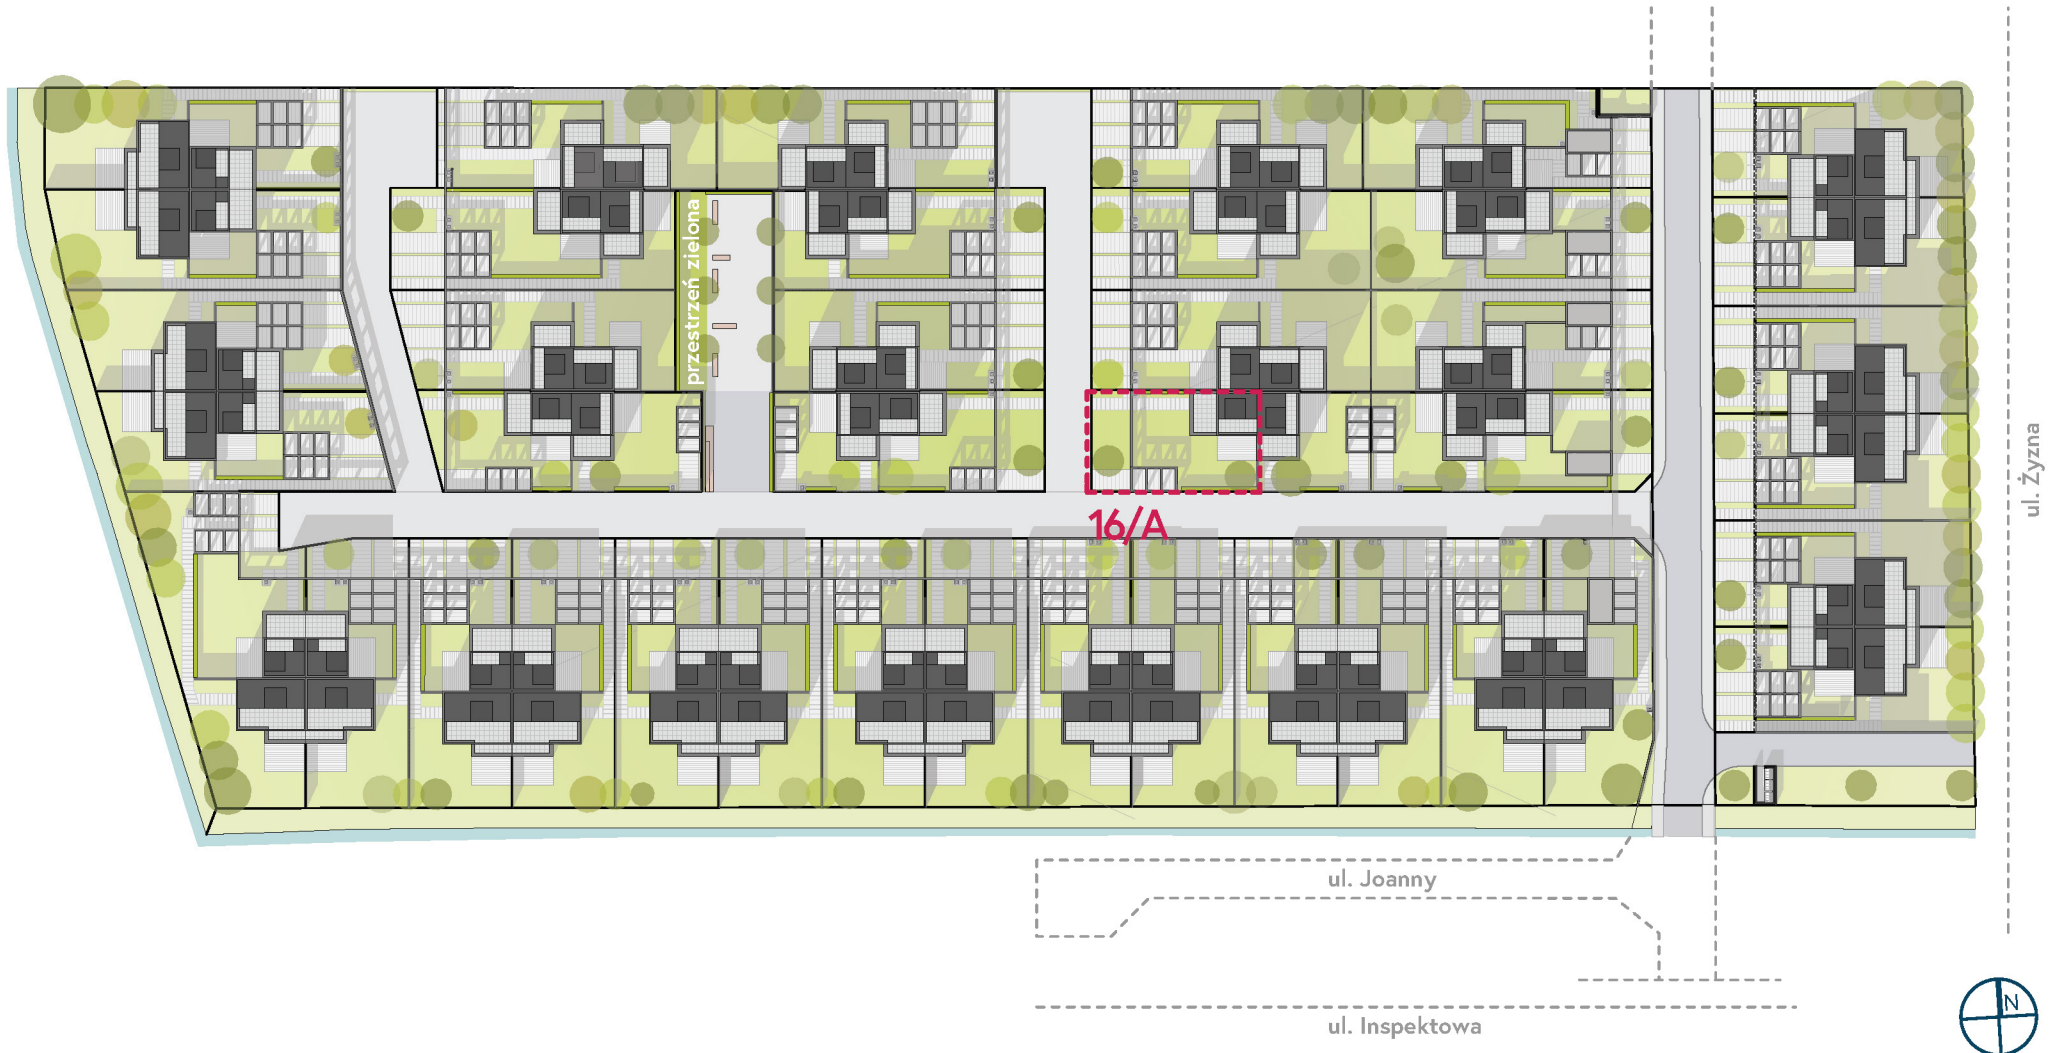 przestrzeń zielona
16/A
ul. Żyzna
ul. Joanny
ul. Inspektowa
N